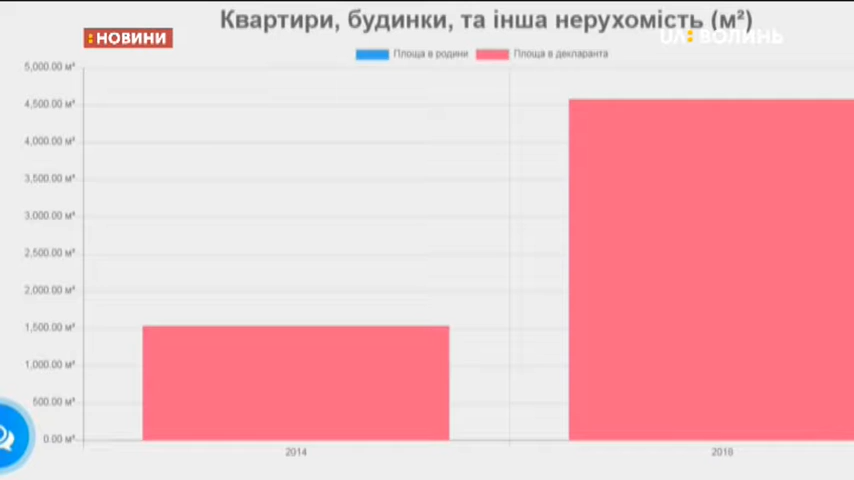 Квартири, будинки, та інша нерухомість (м²)
:НОВИНИ
UA: ВОЛИНЬ
Площа в родини
Площа в декларанта
5,000.00 м²
4,500.00 м²
4,000.00 м²
3,500.00 м²
3,000.00 м²
2,500.00 м²
2,000.00 м²
1,500.00 м²
1,000.00 м²
500.00 м²
0.00 м²
2014